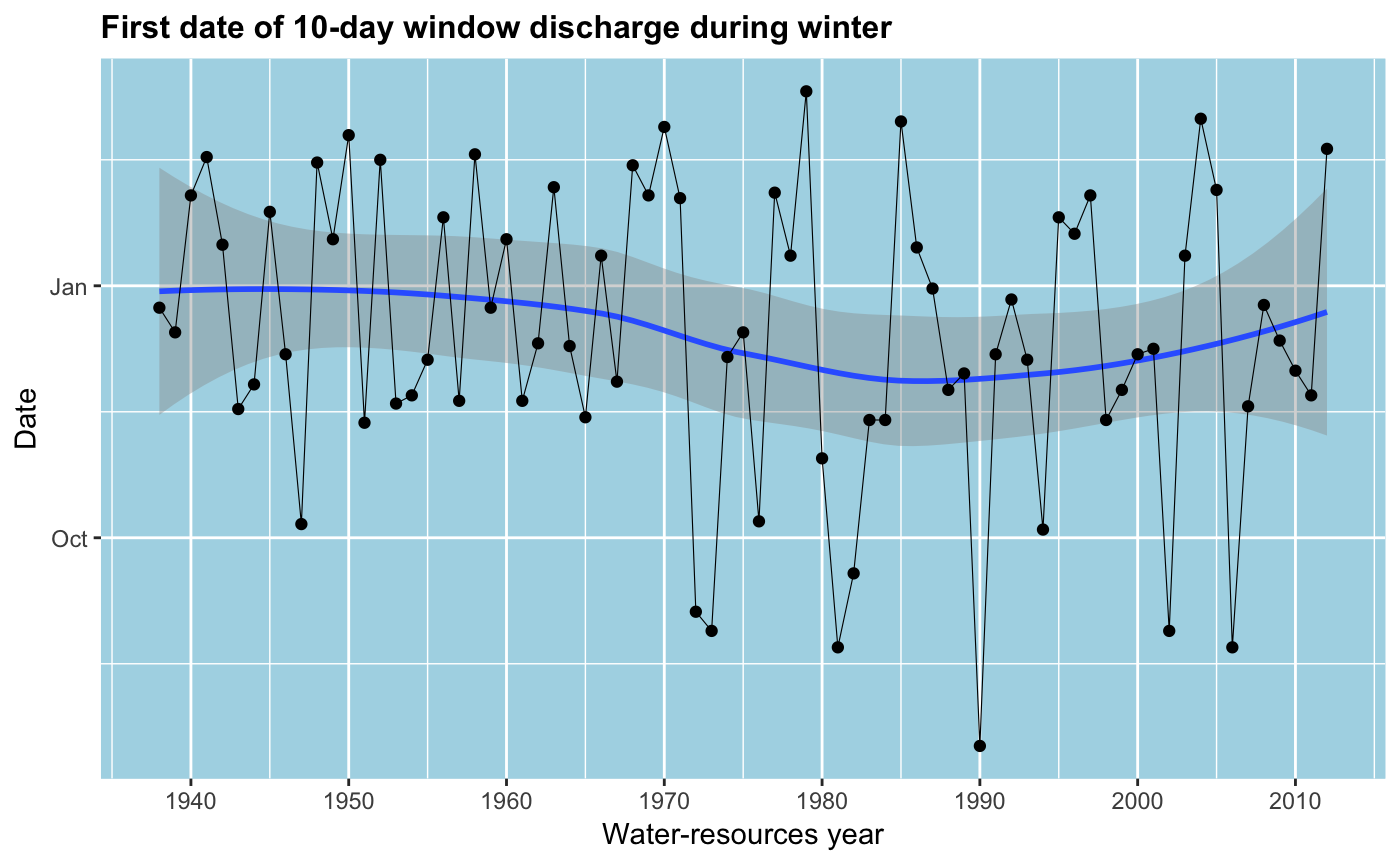 First date of 10-day window discharge during winter
Date
Jan
Oct
1940 1950 1960 1970 1980 1990 2000 2010
Water-resources year